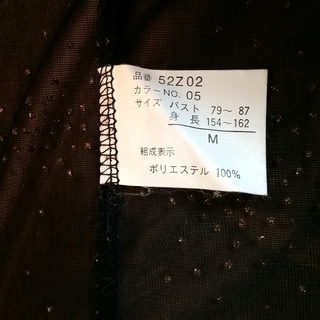 品番 52Z02
カラーNO. 05
サイズ バスト 79〜 87
身長 154〜162
M
組成表示
ポリエステル 100%